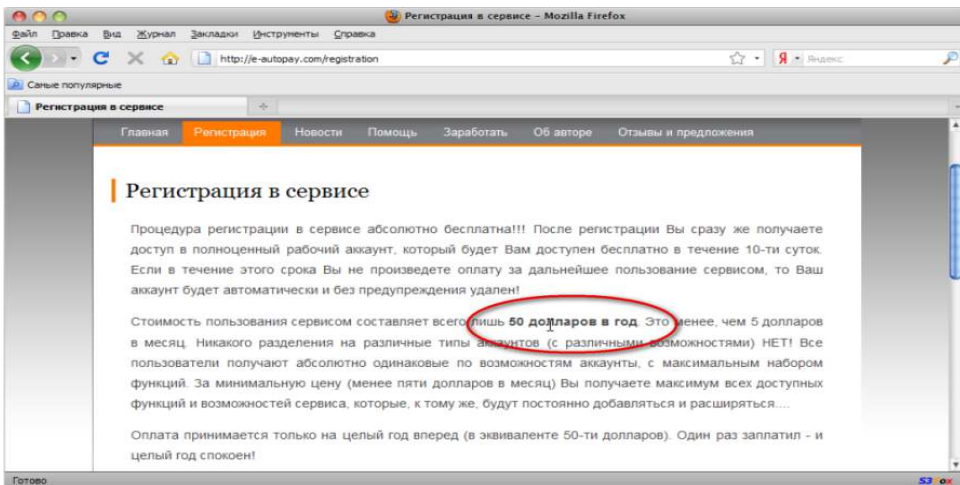 Регистрация в сервисе - Mozilla Firefox
Файл Правка Вид Журнал Закладки Инструменты Справка
http://e-autopay.com/registration Я Яндекс
Самые популярные
Регистрация в сервисе
Главная Регистрация Новости Помощь Заработать Об авторе Отзывы и предложения
Регистрация в сервисе
Процедура регистрации в сервисе абсолютно бесплатна!!! После регистрации Вы сразу же получаете
доступ в полноценный рабочий аккаунт, который будет Вам доступен бесплатно в течение 10-ти суток.
Если в течение этого срока Вы не произведете оплату за дальнейшее пользование сервисом, то Ваш
аккаунт будет автоматически и без предупреждения удален!
Стоимость пользования сервисом составляет всего лишь 50 долларов в год. Это менее, чем 5 долларов
в месяц. Никакого разделения на различные типы аккаунтов (с различными возможностями) НЕТ! Все
пользователи получают абсолютно одинаковые по возможностям аккаунты, с максимальным набором
функций. За минимальную цену (менее пяти долларов в месяц) Вы получаете максимум всех доступных
функций и возможностей сервиса, которые, к тому же, будут постоянно добавляться и расширяться....
Оплата принимается только на целый год вперед (в эквиваленте 50-ти долларов). Один раз заплатил - и
целый год спокоен!
Готово S3 ox